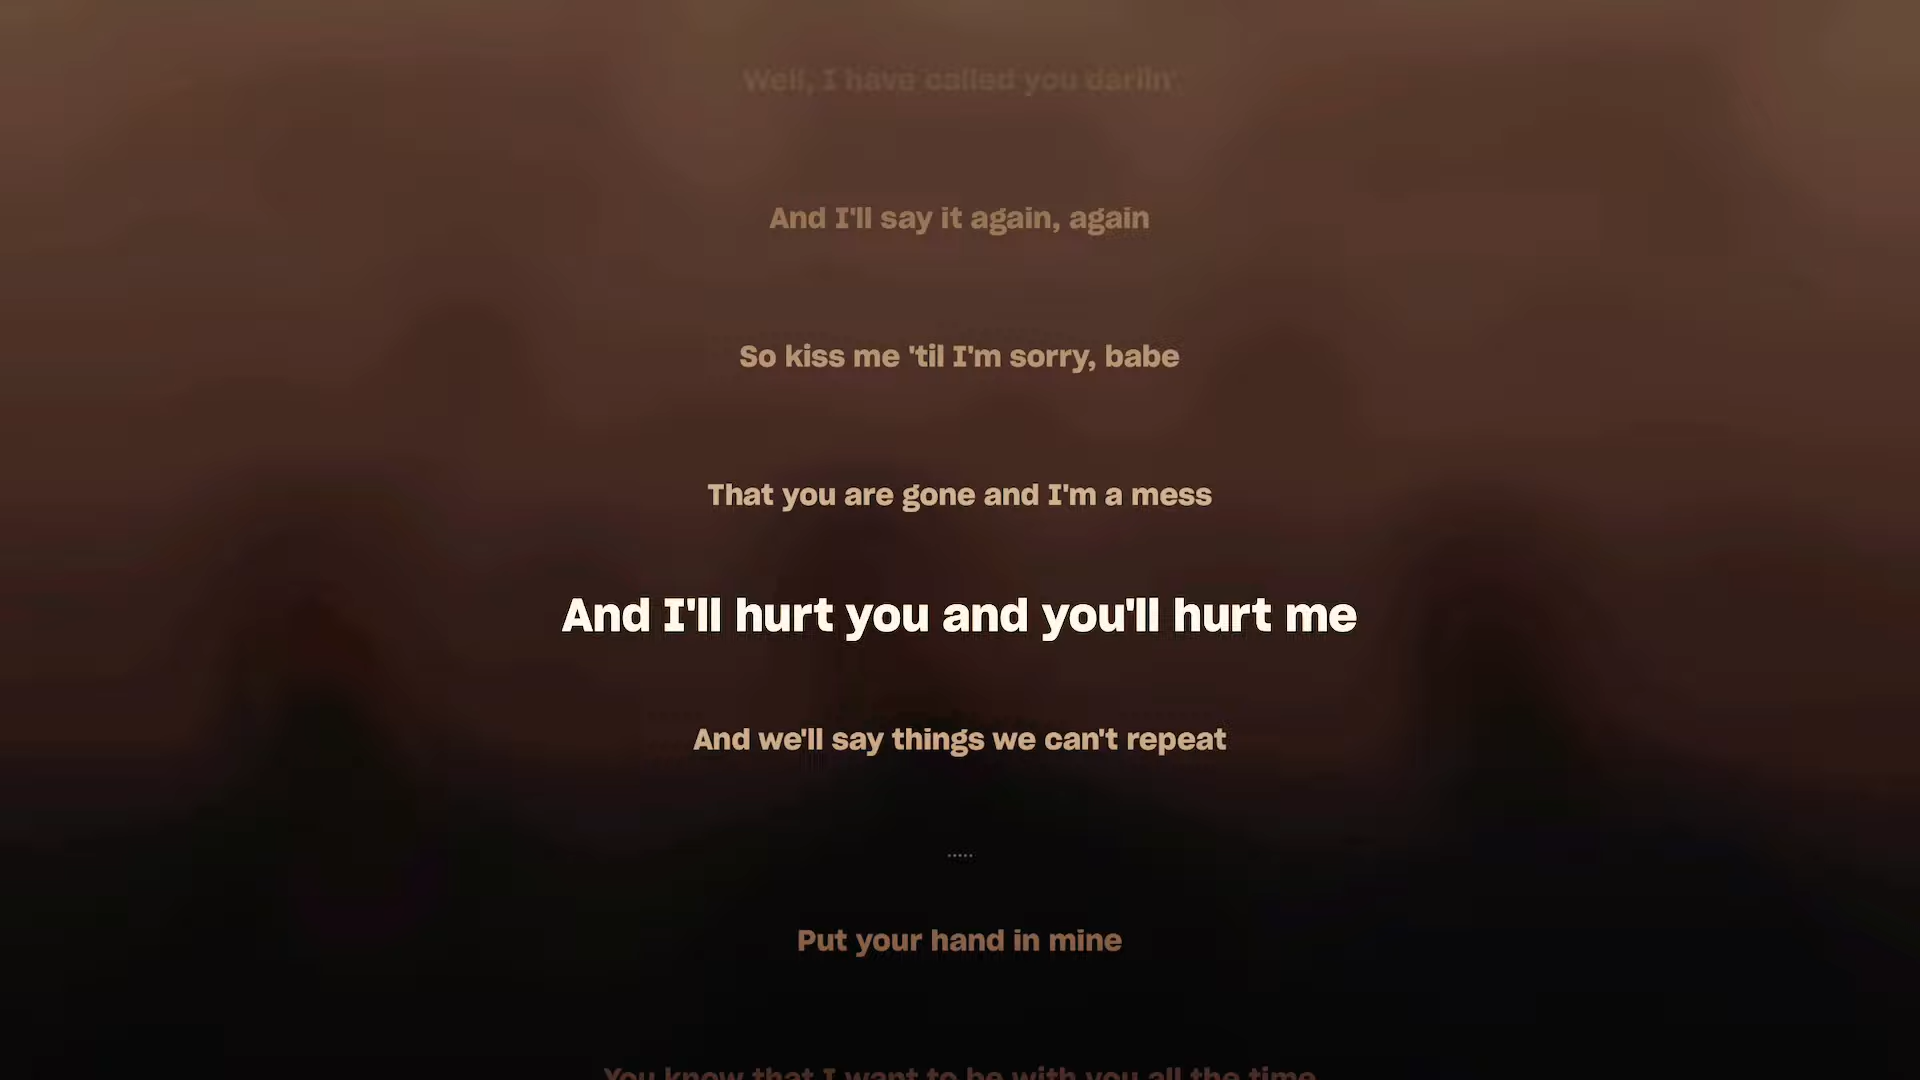 Well, I have called you darlin'
And I'll say it again, again
So kiss me 'til I'm sorry, babe
That you are gone and I'm a mess
And I'll hurt you and you'll hurt me
And we'll say things we can't repeat
.....
Put your hand in mine
You know that I want to be with you all the time